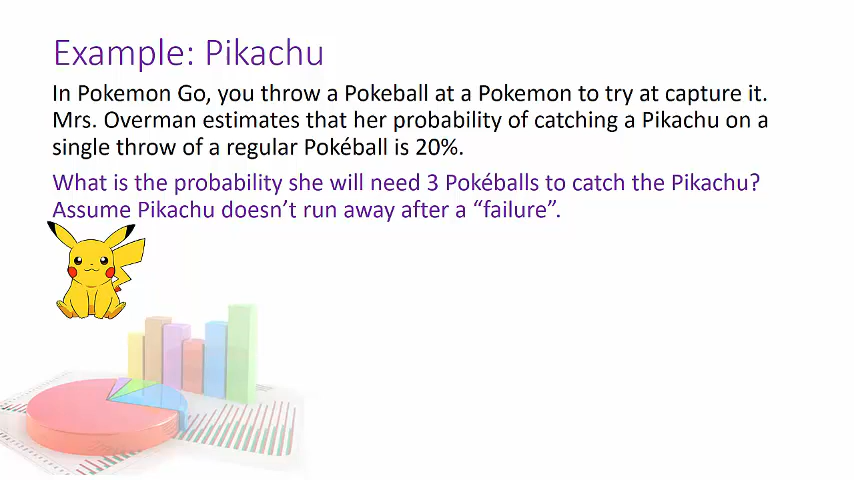 Example: Pikachu
In Pokemon Go, you throw a Pokeball at a Pokemon to try at capture it.
Mrs. Overman estimates that her probability of catching a Pikachu on a
single throw of a regular Pokéball is 20%.
What is the probability she will need 3 Pokéballs to catch the Pikachu?
Assume Pikachu doesn’t run away after a “failure”.